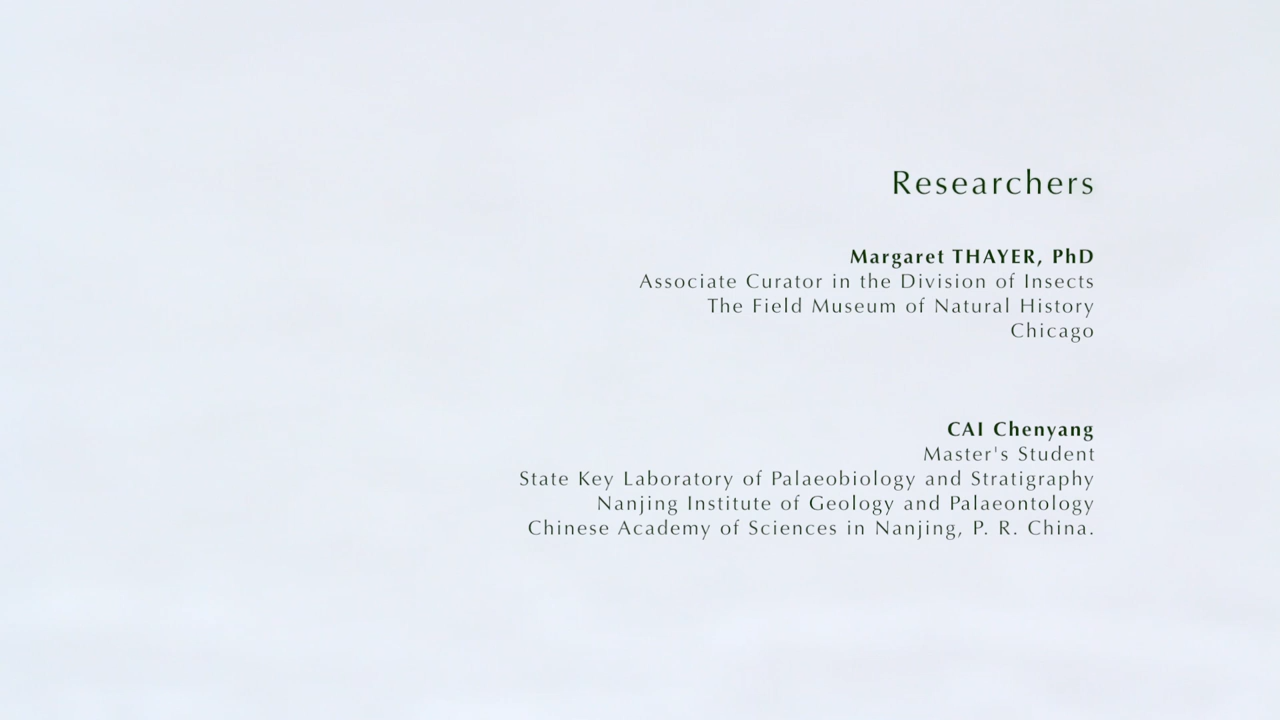 Researchers
Margaret THAYER, PhD
Associate Curator in the Division of Insects
The Field Museum of Natural History
Chicago
CAI Chenyang
Master's Student
State Key Laboratory of Palaeobiology and Stratigraphy
Nanjing Institute of Geology and Palaeontology
Chinese Academy of Sciences in Nanjing, P. R. China.